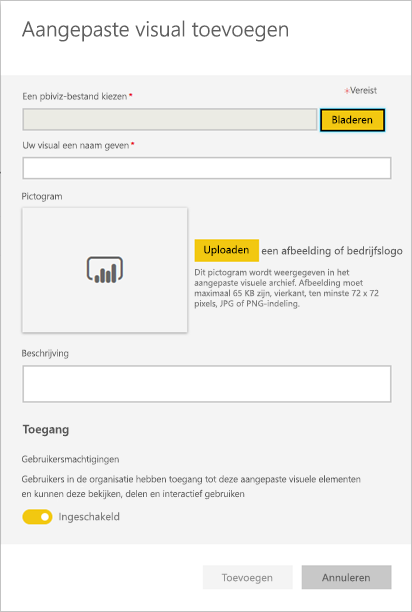 Aangepaste visual toevoegen
*Vereist
Een pbiviz-bestand kiezen *
Bladeren
Uw visual een naam geven *
Pictogram
Uploaden een afbeelding of bedrijfslogo
Dit pictogram wordt weergegeven in het
aangepaste visuele archief. Afbeelding moet
maximaal 65 KB zijn, vierkant, ten minste 72 x 72
pixels, JPG of PNG-indeling.
Beschrijving
Toegang
Gebruikersmachtigingen
Gebruikers in de organisatie hebben toegang tot deze aangepaste visuele elementen
en kunnen deze bekijken, delen en interactief gebruiken
Ingeschakeld
Toevoegen
Annuleren